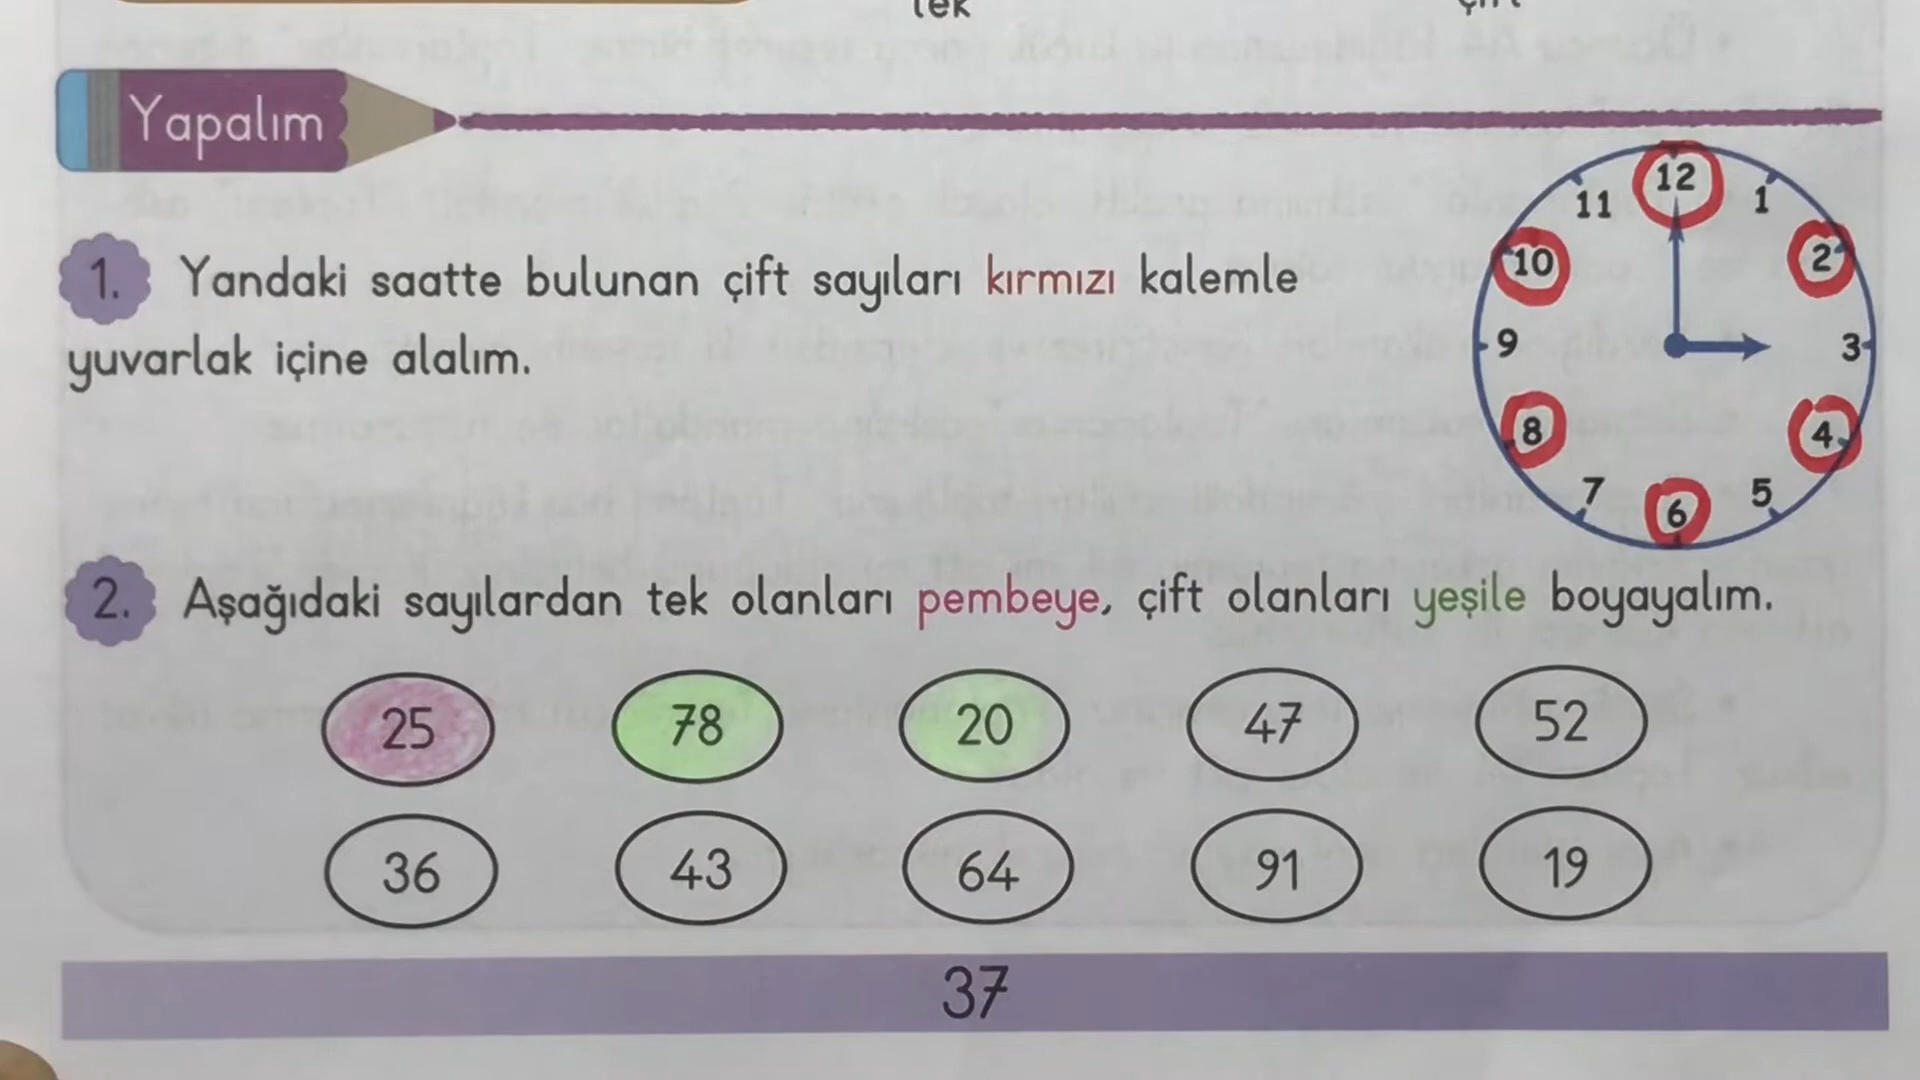 tek çift
Yapalım
1. Yandaki saatte bulunan çift sayıları kırmızı kalemle
yuvarlak içine alalım.
12
11 1
10 2
9 3
8 4
7 5
6
2. Aşağıdaki sayılardan tek olanları pembeye, çift olanları yeşile boyayalım.
25 78 20 47 52
36 43 64 91 19
37